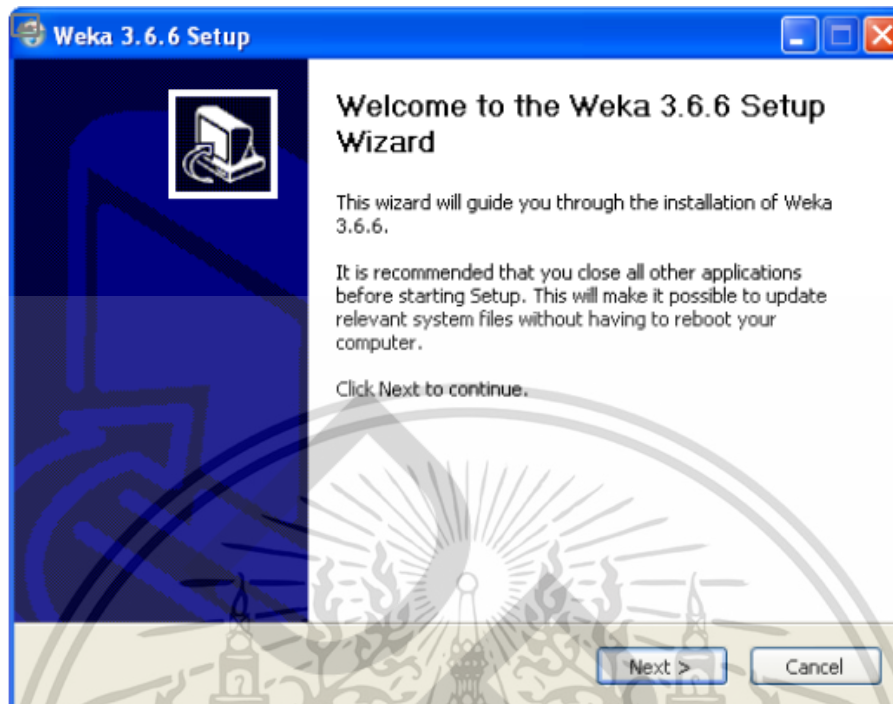 Weka 3.6.6 Setup
Welcome to the Weka 3.6.6 Setup
Wizard
This wizard will guide you through the installation of Weka
3.6.6.
It is recommended that you close all other applications
before starting Setup. This will make it possible to update
relevant system files without having to reboot your
computer.
Click Next to continue.
Next >
Cancel